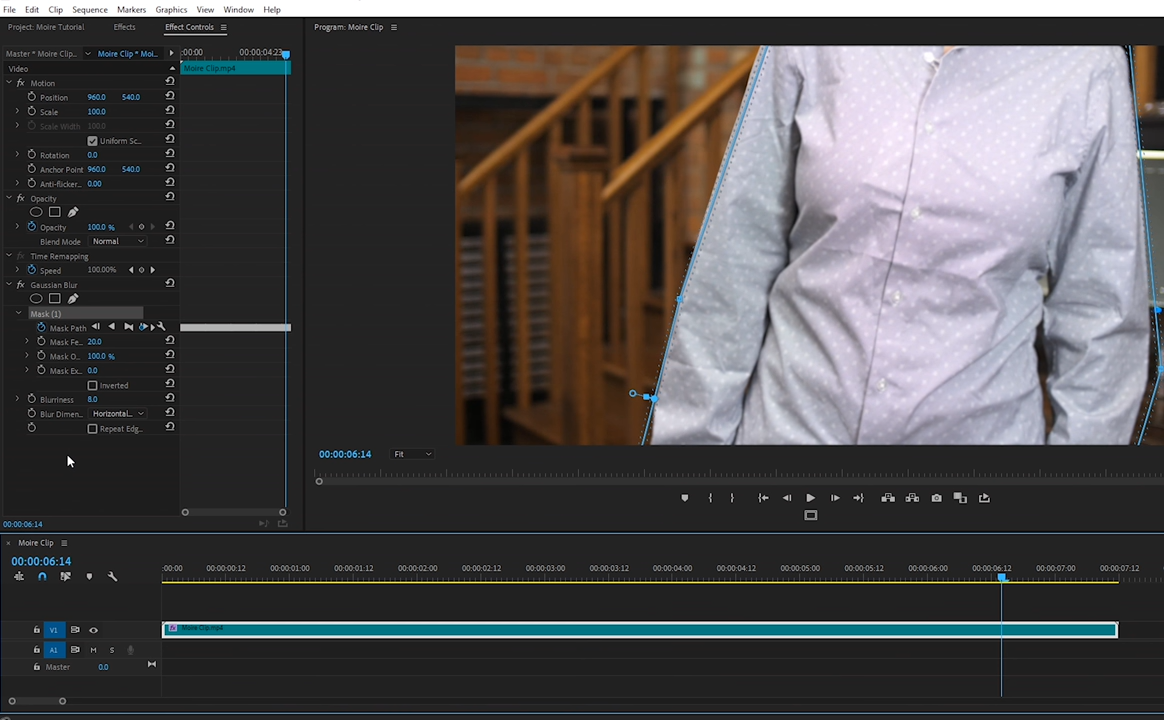 File Edit Clip Sequence Markers Graphics View Window Help
Project: Moire Tutorial Effects Effect Controls Program: Moire Clip
Master * Moire Clip... Moire Clip * Moi... :00:00 00:00:04:23
Video Moire Clip.mp4
fx Motion
Position 960.0 540.0
Scale 100.0
Scale Width 100.0
Uniform Sc...
Rotation 0.0
Anchor Point 960.0 540.0
Anti-flicker... 0.00
fx Opacity
Opacity 100.0 %
Blend Mode Normal
fx Time Remapping
Speed 100.00%
fx Gaussian Blur
Mask (1)
Mask Path
Mask Fe... 20.0
Mask O... 100.0 %
Mask Ex... 0.0
Inverted
Blurriness 8.0
Blur Dimen... Horizontal...
Repeat Edg...
00:00:06:14 Fit
00:00:06:14
× Moire Clip
00:00:06:14
:00:00 00:00:00:12 00:00:01:00 00:00:01:12 00:00:02:00 00:00:02:12 00:00:03:00 00:00:03:12 00:00:04:00 00:00:04:12 00:00:05:00 00:00:05:12 00:00:06:00 00:00:06:12 00:00:07:00 00:00:07:12
V1 fx Moire Clip.mp4
A1 M S
Master 0.0